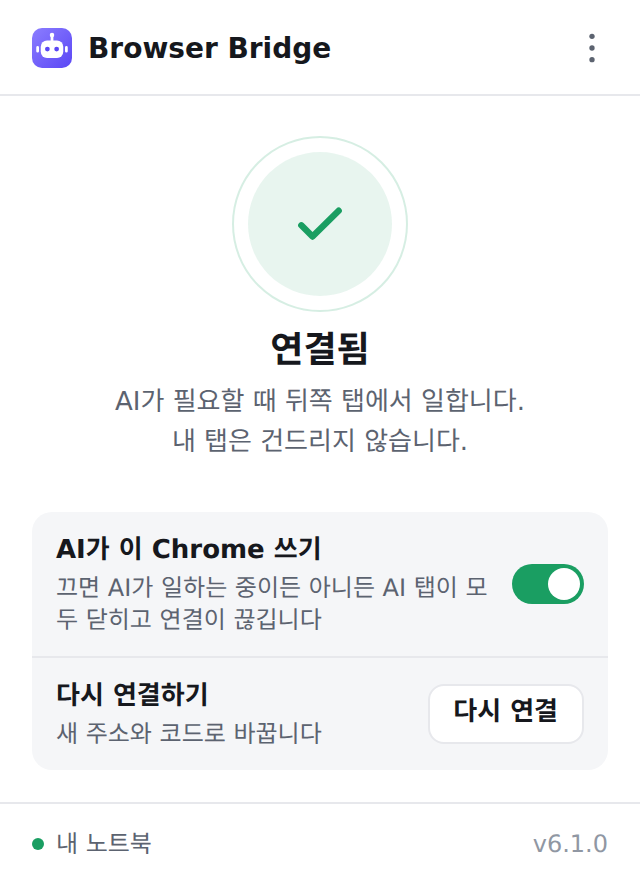 Browser Bridge
연결됨
AI가 필요할 때 뒤쪽 탭에서 일합니다.
내 탭은 건드리지 않습니다.
AI가 이 Chrome 쓰기
끄면 AI가 일하는 중이든 아니든 AI 탭이 모
두 닫히고 연결이 끊깁니다
다시 연결하기
새 주소와 코드로 바꿉니다
다시 연결
내 노트북
v6.1.0